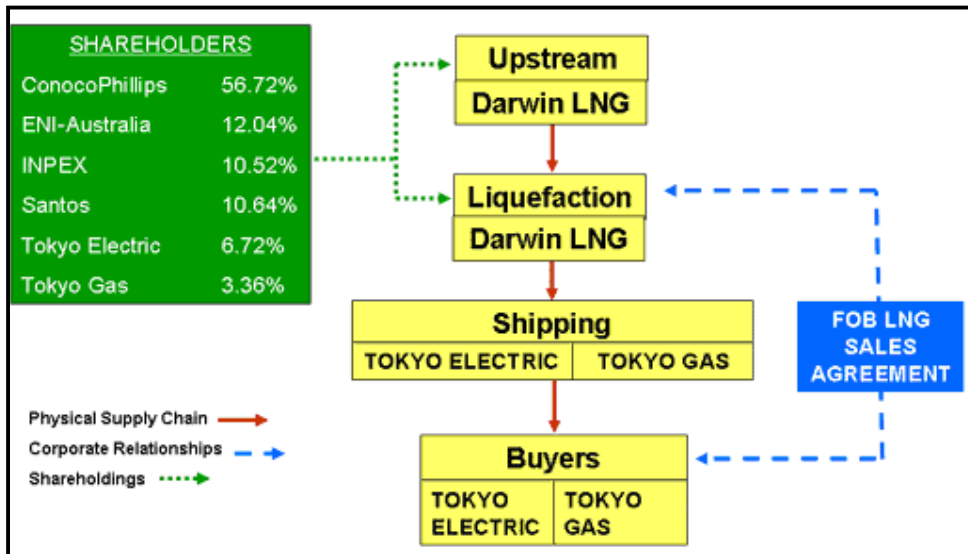 SHAREHOLDERS
ConocoPhillips 56.72%
ENI-Australia 12.04%
INPEX 10.52%
Santos 10.64%
Tokyo Electric 6.72%
Tokyo Gas 3.36%
Upstream
Darwin LNG
Liquefaction
Darwin LNG
Shipping
TOKYO ELECTRIC TOKYO GAS
FOB LNG
SALES
AGREEMENT
Physical Supply Chain
Corporate Relationships
Shareholdings
Buyers
TOKYO ELECTRIC
TOKYO GAS